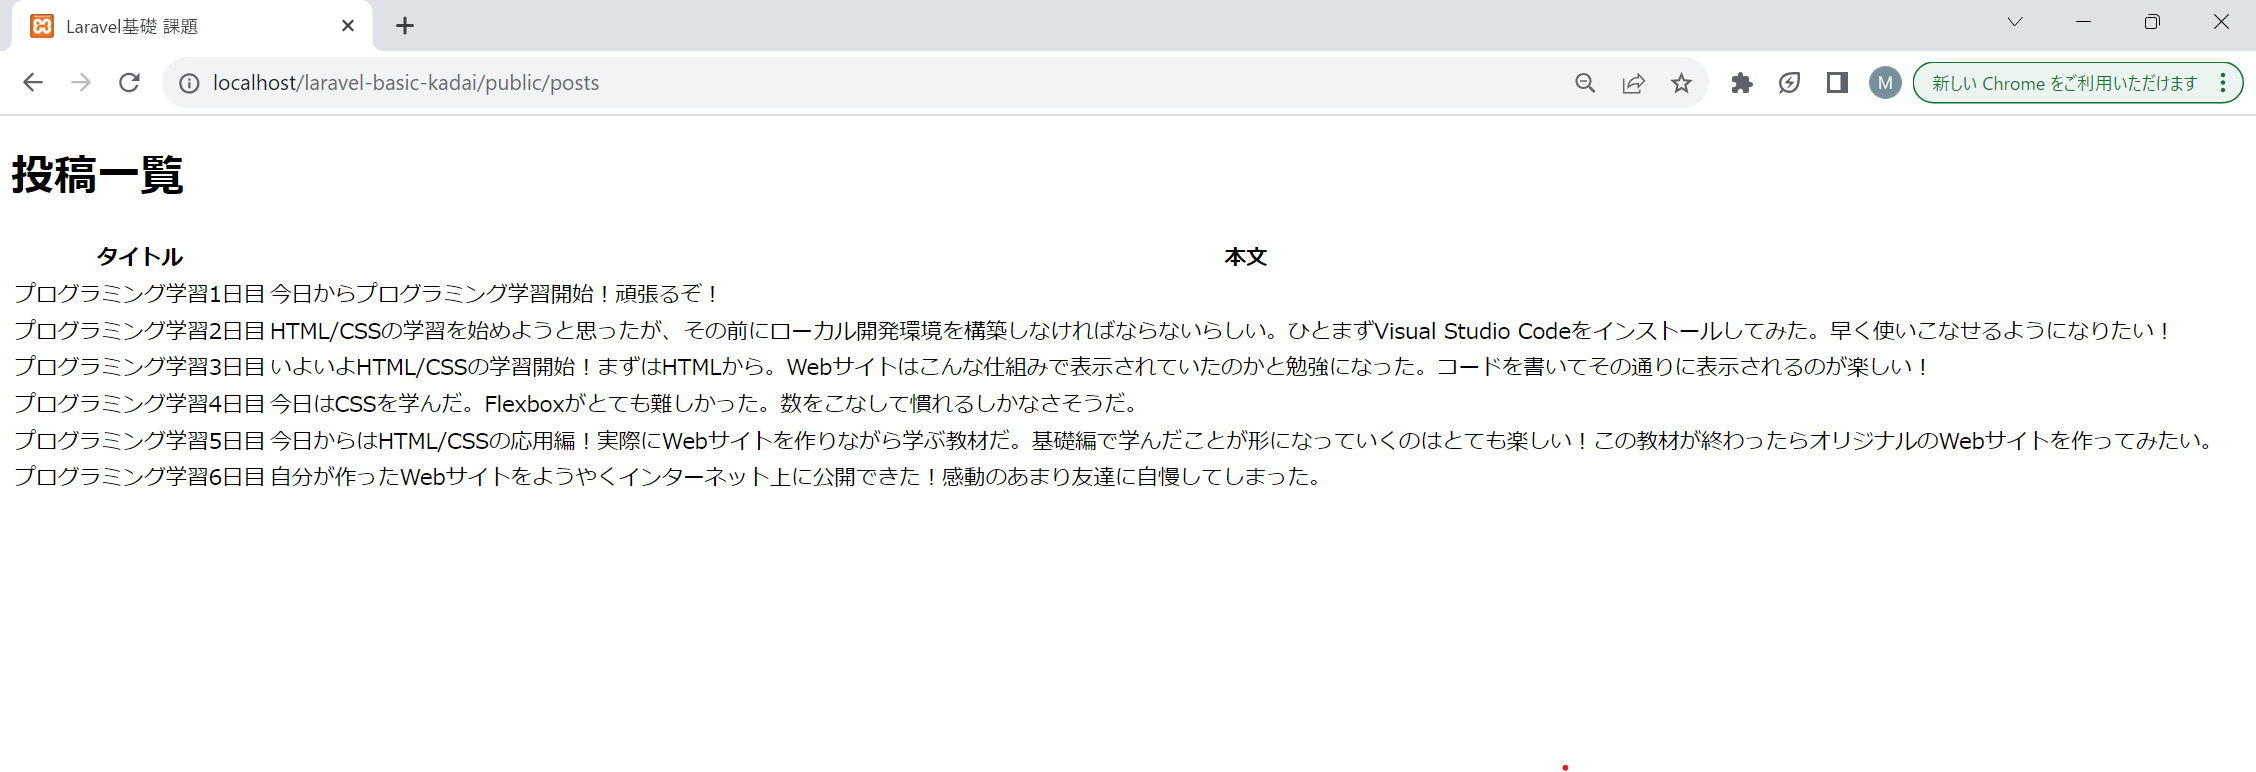 Laravel基礎 課題
localhost/laravel-basic-kadai/public/posts
M
新しい Chrome をご利用いただけます
投稿一覧
タイトル 本文
プログラミング学習1日目 今日からプログラミング学習開始！頑張るぞ！
プログラミング学習2日目 HTML/CSSの学習を始めようと思ったが、その前にローカル開発環境を構築しなければならないらしい。ひとまずVisual Studio Codeをインストールしてみた。早く使いこなせるようになりたい！
プログラミング学習3日目 いよいよHTML/CSSの学習開始！まずはHTMLから。Webサイトはこんな仕組みで表示されていたのかと勉強になった。コードを書いてその通りに表示されるのが楽しい！
プログラミング学習4日目 今日はCSSを学んだ。Flexboxがとても難しかった。数をこなして慣れるしかなさそうだ。
プログラミング学習5日目 今日からはHTML/CSSの応用編！実際にWebサイトを作りながら学ぶ教材だ。基礎編で学んだことが形になっていくのはとても楽しい！この教材が終わったらオリジナルのWebサイトを作ってみたい。
プログラミング学習6日目 自分が作ったWebサイトをようやくインターネット上に公開できた！感動のあまり友達に自慢してしまった。